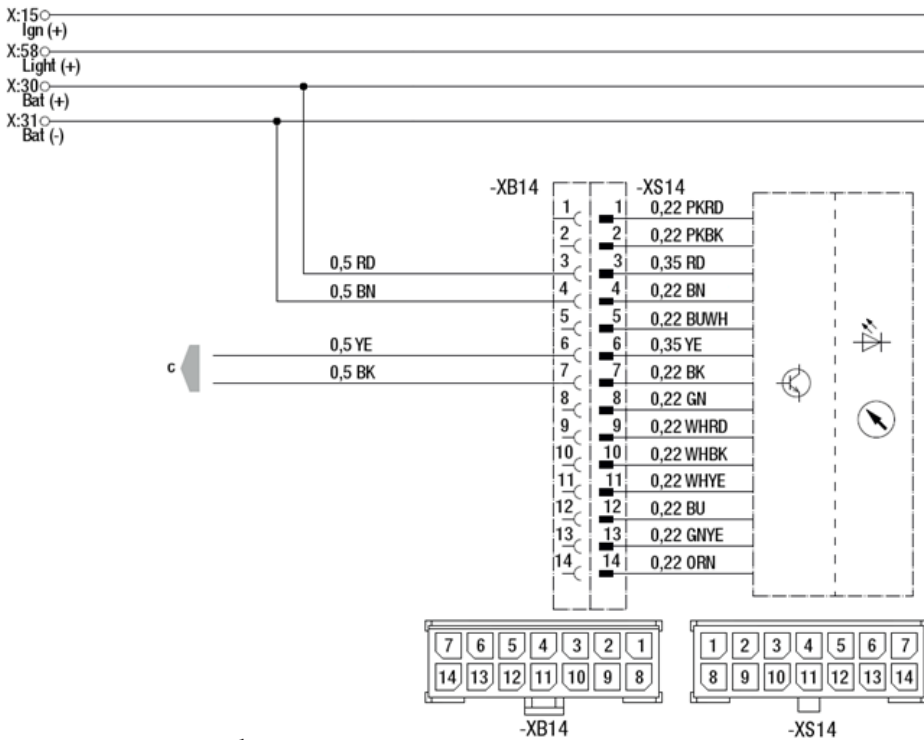 X:15
Ign (+)
X:58
Light (+)
X:30
Bat (+)
X:31
Bat (-)
-XB14 -XS14
1 1 0,22 PKRD
2 2 0,22 PKBK
0,5 RD 3 3 0,35 RD
0,5 BN 4 4 0,22 BN
5 5 0,22 BUWH
0,5 YE 6 6 0,35 YE
c 0,5 BK 7 7 0,22 BK
8 8 0,22 GN
9 9 0,22 WHRD
10 10 0,22 WHBK
11 11 0,22 WHYE
12 12 0,22 BU
13 13 0,22 GNYE
14 14 0,22 ORN
7 6 5 4 3 2 1 1 2 3 4 5 6 7
14 13 12 11 10 9 8 8 9 10 11 12 13 14
-XB14 -XS14